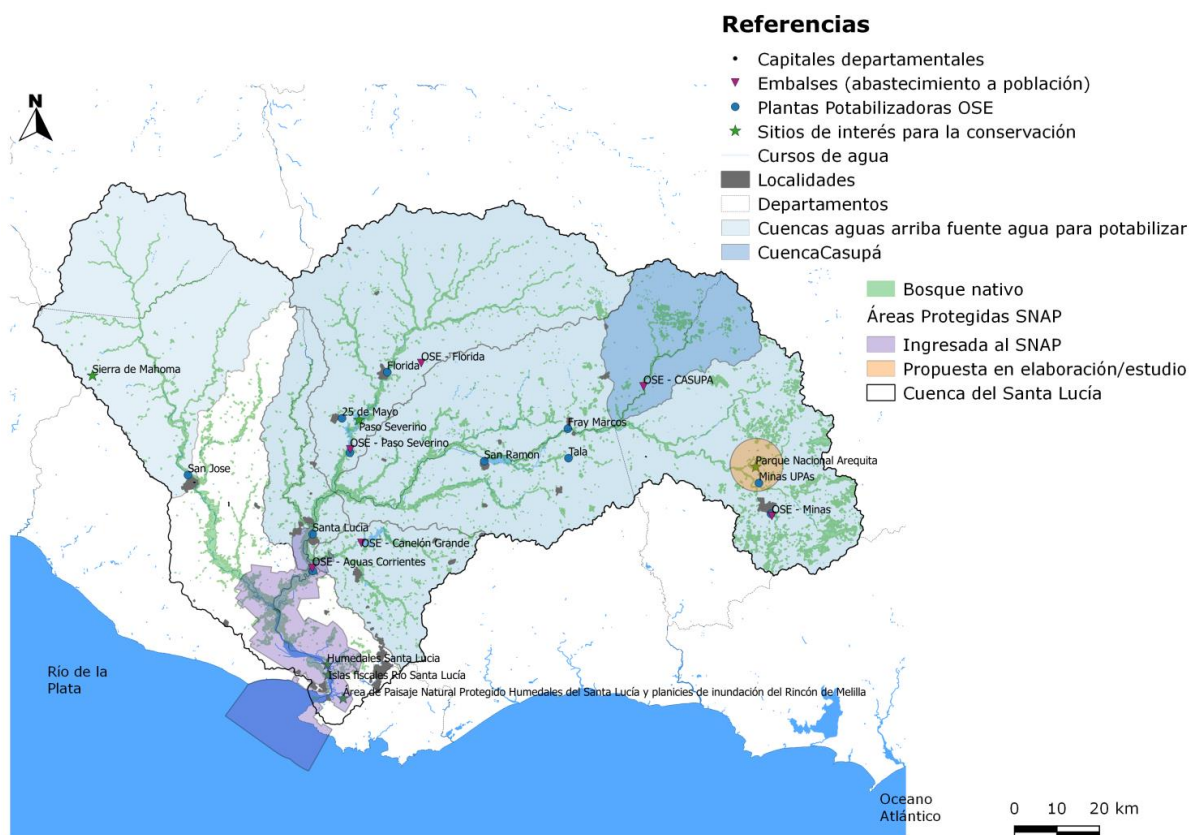 Referencias
Capitales departamentales
Embalses (abastecimiento a población)
Plantas Potabilizadoras OSE
Sitios de interés para la conservación
Cursos de agua
Localidades
Departamentos
Cuencas aguas arriba fuente agua para potabilizar
CuencaCasupá
Bosque nativo
Áreas Protegidas SNAP
Ingresada al SNAP
Propuesta en elaboración/estudio
Cuenca del Santa Lucía
N
Sierra de Mahoma
Florida
OSE - Florida
OSE - CASUPA
25 de Mayo
Paso Severino
OSE - Paso Severino
Fray Marcos
San Ramon
Tala
Parque Nacional Arequita
Minas UPAs
OSE - Minas
San Jose
Santa Lucia
OSE - Canelón Grande
OSE - Aguas Corrientes
Humedales Santa Lucia
Islas fiscales Río Santa Lucía
Área de Paisaje Natural Protegido Humedales del Santa Lucía y planicies de inundación del Rincón de Melilla
Río de la
Plata
Oceano
Atlántico
0 10 20 km